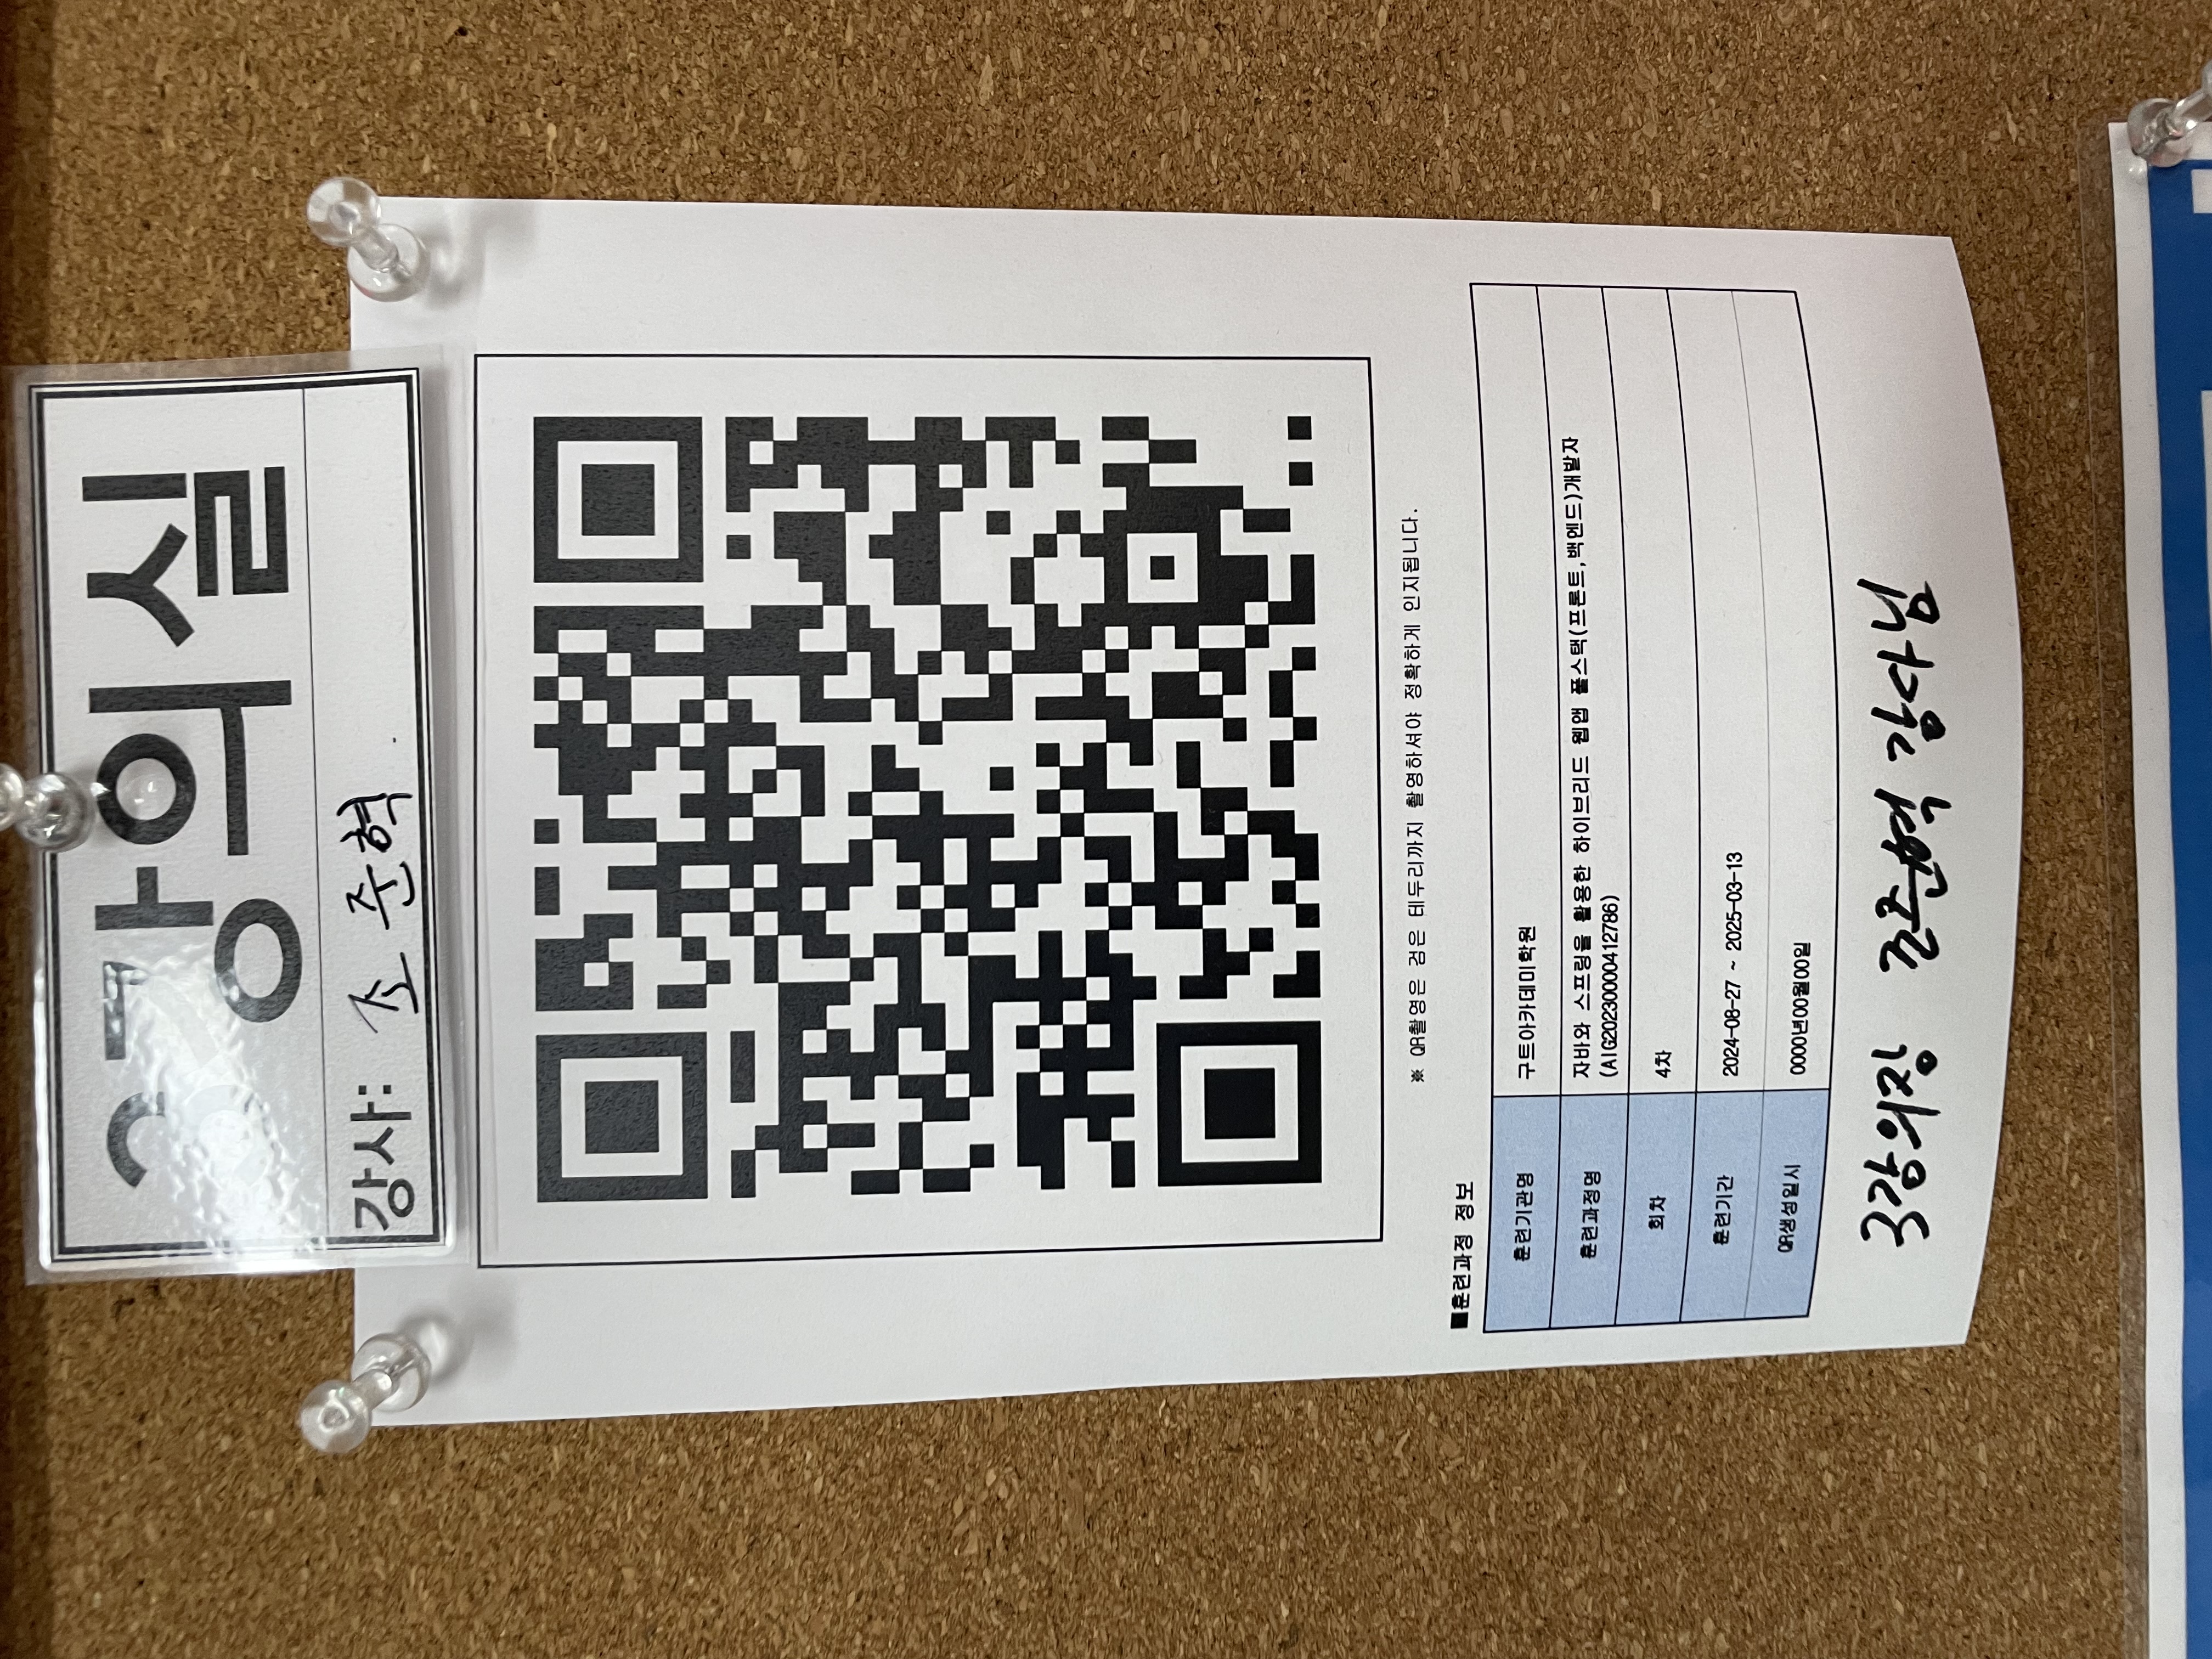 3강의실
강사: 조준혁
※ QR촬영은 검은 테두리까지 촬영하셔야 정확하게 인지됩니다.
■훈련과정 정보
훈련기관명 구트아카데미학원
훈련과정명 자바와 스프링을 활용한 하이브리드 웹앱 풀스택(프론트,백엔드)개발자
(AIG20230000412786)
회차 4차
훈련기간 2024-08-27 ~ 2025-03-13
QR생성일시 0000년00월00일
3강의장 조준혁 강사님